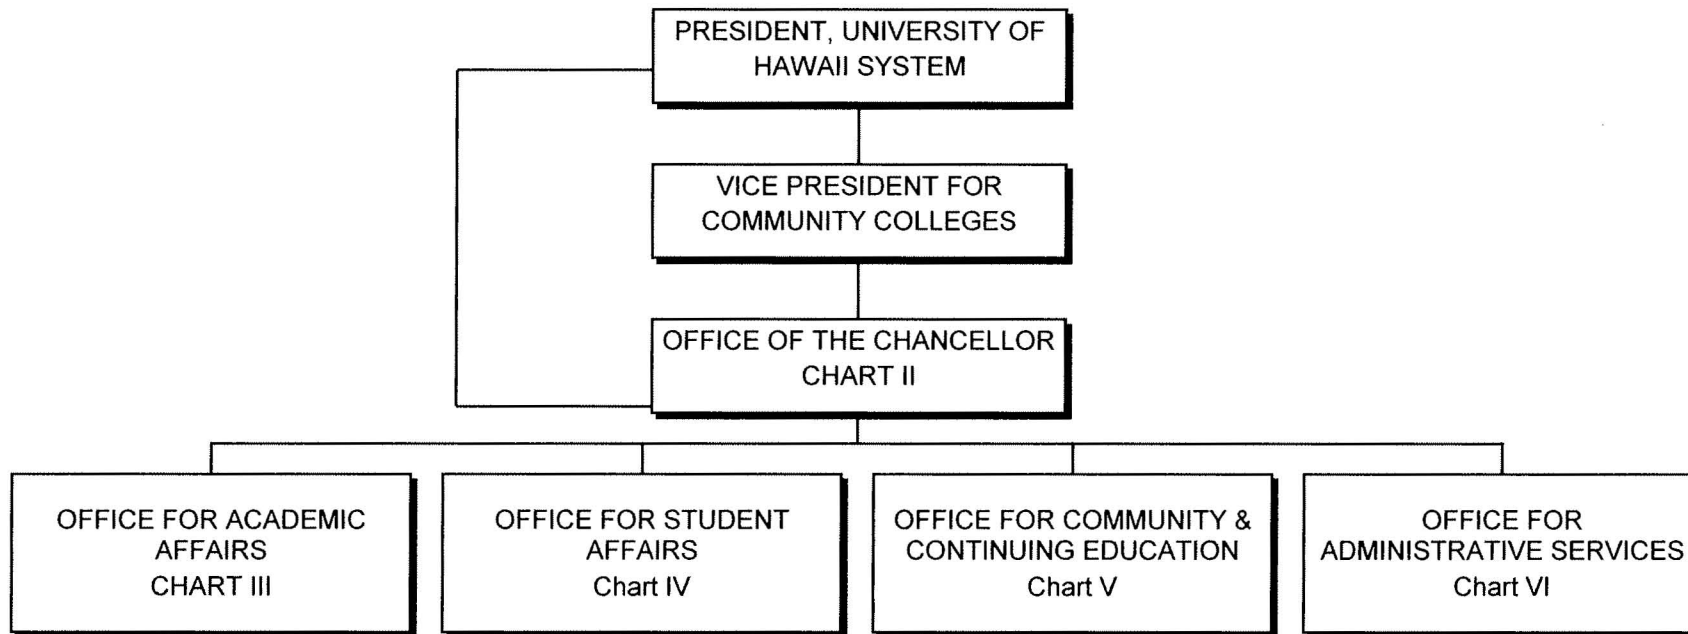 PRESIDENT, UNIVERSITY OF
HAWAII SYSTEM
VICE PRESIDENT FOR
COMMUNITY COLLEGES
OFFICE OF THE CHANCELLOR
CHART II
OFFICE FOR ACADEMIC
AFFAIRS
CHART III
OFFICE FOR STUDENT
AFFAIRS
Chart IV
OFFICE FOR COMMUNITY &
CONTINUING EDUCATION
Chart V
OFFICE FOR
ADMINISTRATIVE SERVICES
Chart VI